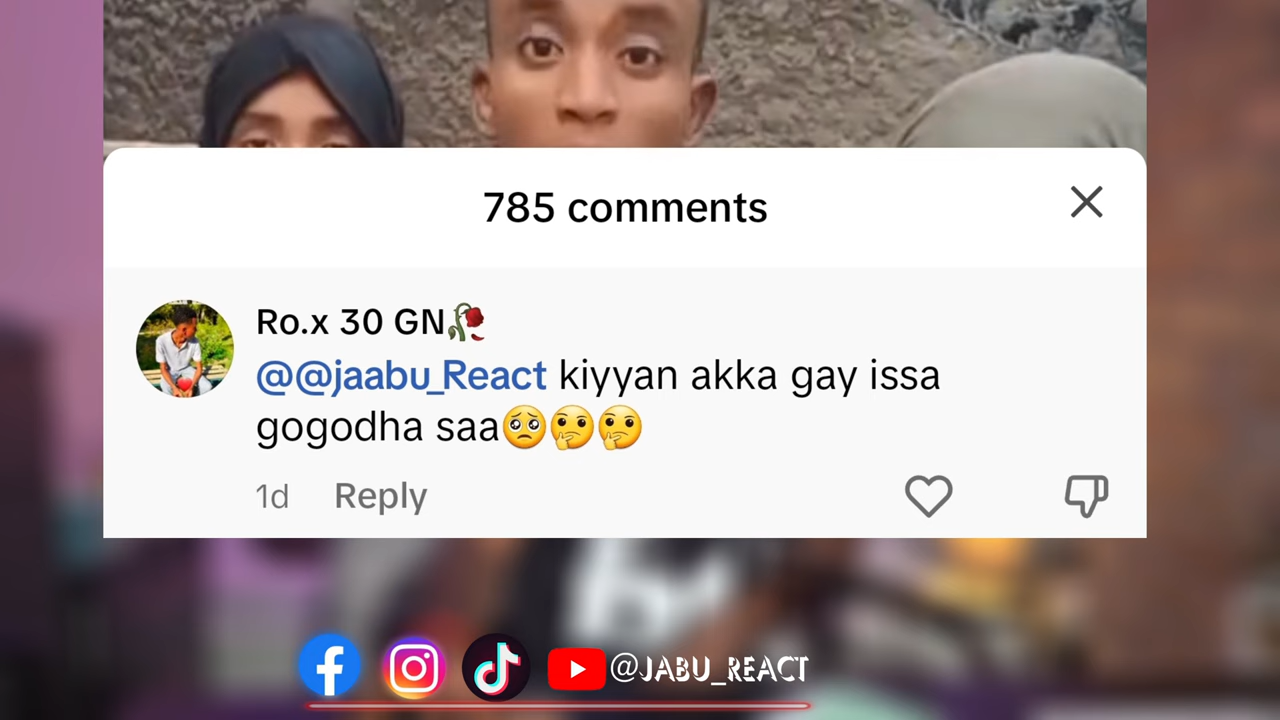 785 comments
Ro.x 30 GN🥀
@@jaabu_React kiyyan akka gay issa
gogodha saa🥺🤔🤔
1d Reply
@JABU_REACT